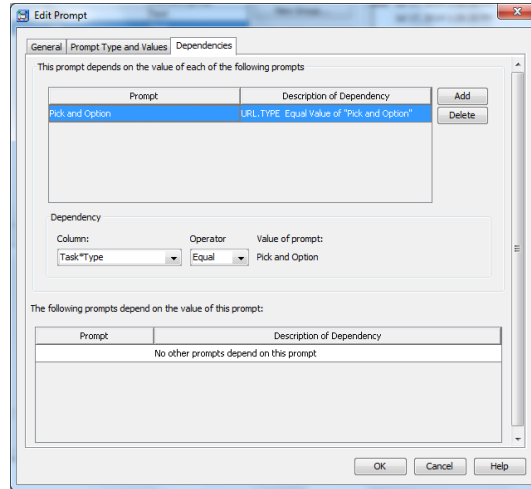 Edit Prompt
General Prompt Type and Values Dependencies
This prompt depends on the value of each of the following prompts
Prompt Description of Dependency Add
Pick and Option URL.TYPE Equal Value of "Pick and Option" Delete
Dependency
Column: Operator Value of prompt:
Task*Type Equal Pick and Option
The following prompts depend on the value of this prompt:
Prompt Description of Dependency
No other prompts depend on this prompt
OK Cancel Help